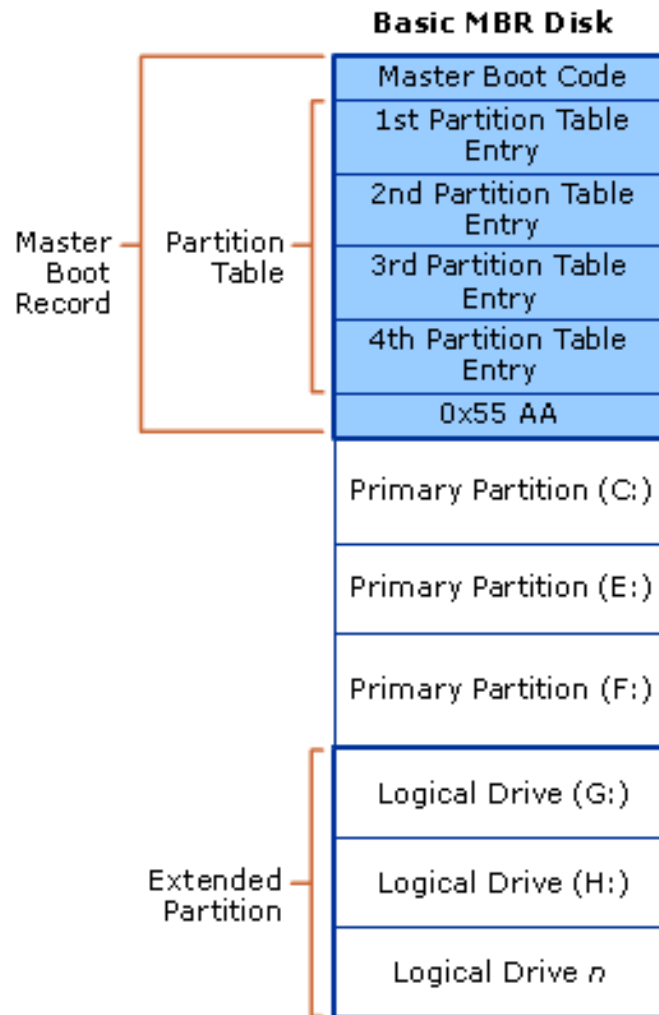 Basic MBR Disk
Master Boot Code
1st Partition Table
Entry
2nd Partition Table
Entry
3rd Partition Table
Entry
4th Partition Table
Entry
0x55 AA
Master
Boot
Record
Partition
Table
Primary Partition (C:)
Primary Partition (E:)
Primary Partition (F:)
Logical Drive (G:)
Logical Drive (H:)
Logical Drive n
Extended
Partition